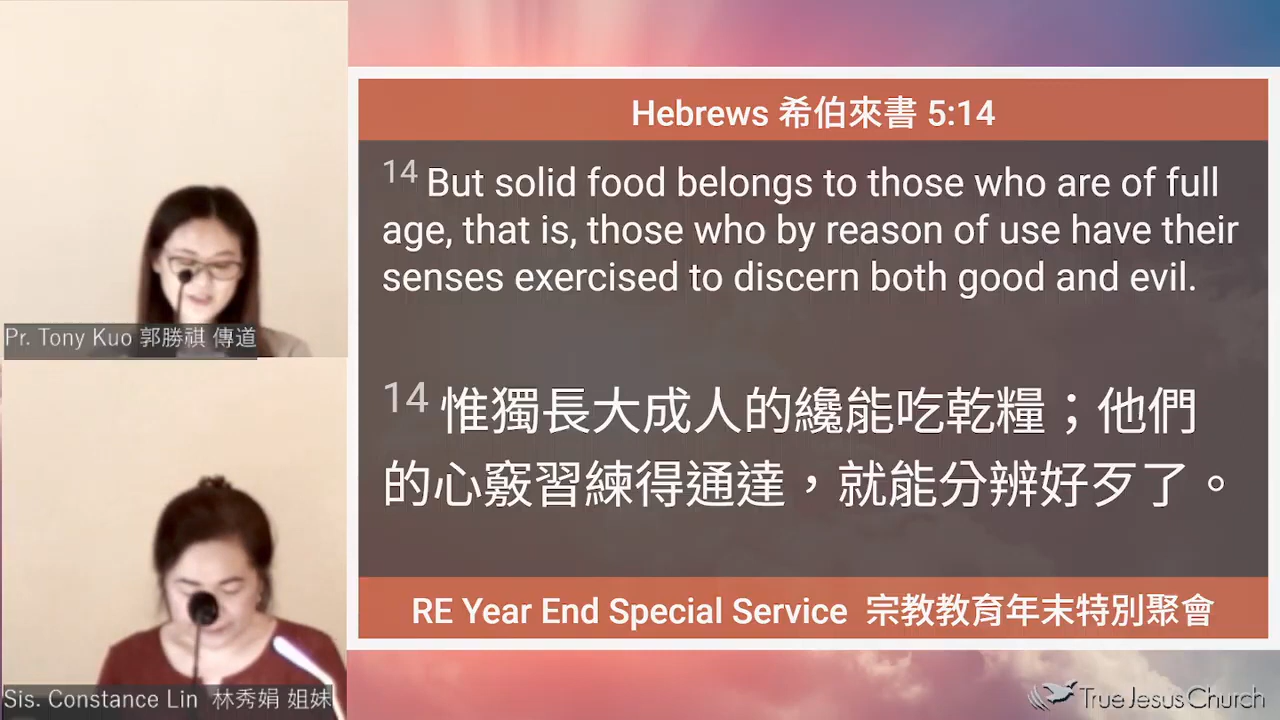 Hebrews 希伯來書 5:14
14 But solid food belongs to those who are of full
age, that is, those who by reason of use have their
senses exercised to discern both good and evil.
14 惟獨長大成人的纔能吃乾糧；他們
的心竅習練得通達，就能分辨好歹了。
RE Year End Special Service 宗教教育年末特別聚會
Pr. Tony Kuo 郭勝祺 傳道
Sis. Constance Lin 林秀娟 姐妹
True Jesus Church